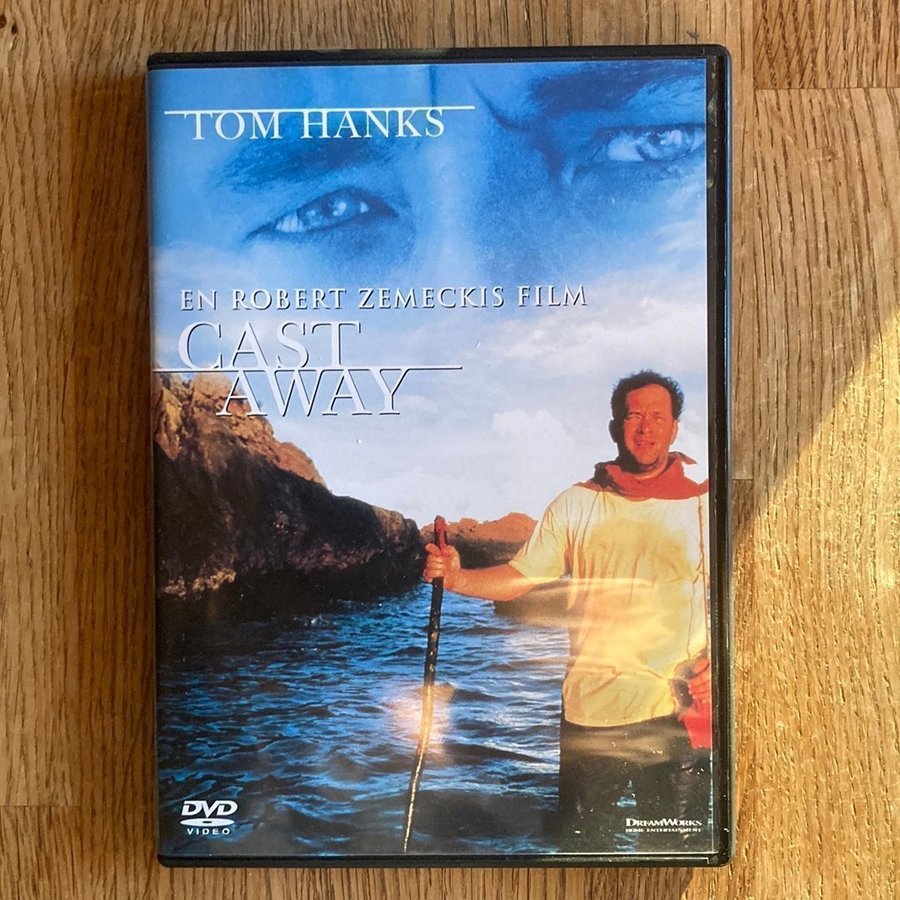 TOM HANKS
EN ROBERT ZEMECKIS FILM
CAST
AWAY
DVD
VIDEO
DREAMWORKS
HOME ENTERTAINMENT